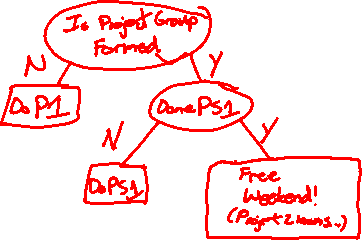 Is Project Group
Formed
N
Y
Do P1
Done PS1
N
Y
Do PS1
Free
Weekend!
(Project 2 looms...)